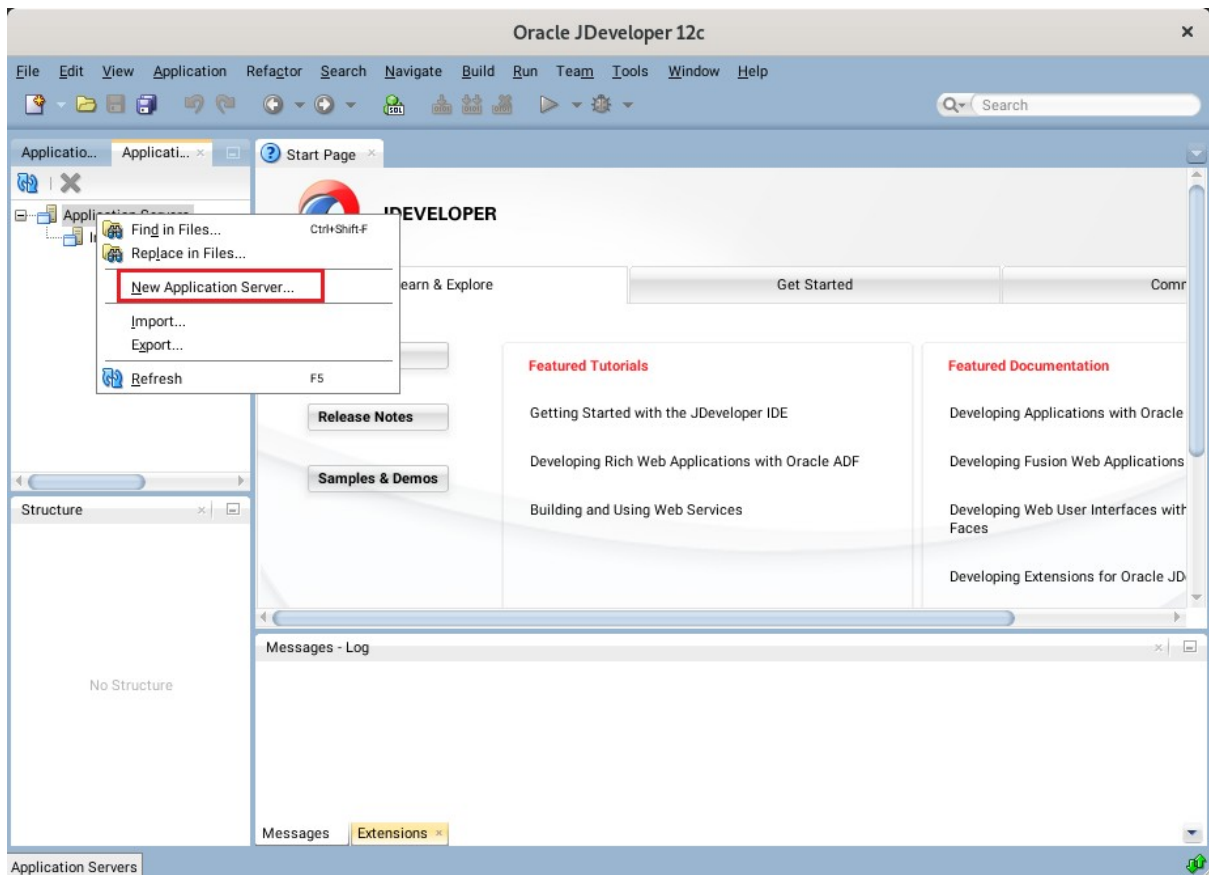 Oracle JDeveloper 12c
File Edit View Application Refactor Search Navigate Build Run Team Tools Window Help
Search
Applicatio... Applicati...
Start Page
JDEVELOPER
Find in Files... Ctrl+Shift-F
Replace in Files...
New Application Server...
Import...
Export...
Refresh F5
earn & Explore Get Started Comr
Release Notes
Samples & Demos
Featured Tutorials
Getting Started with the JDeveloper IDE
Developing Rich Web Applications with Oracle ADF
Building and Using Web Services
Featured Documentation
Developing Applications with Oracle
Developing Fusion Web Applications
Developing Web User Interfaces with
Faces
Developing Extensions for Oracle JD
Structure
No Structure
Messages - Log
Messages Extensions
Application Servers